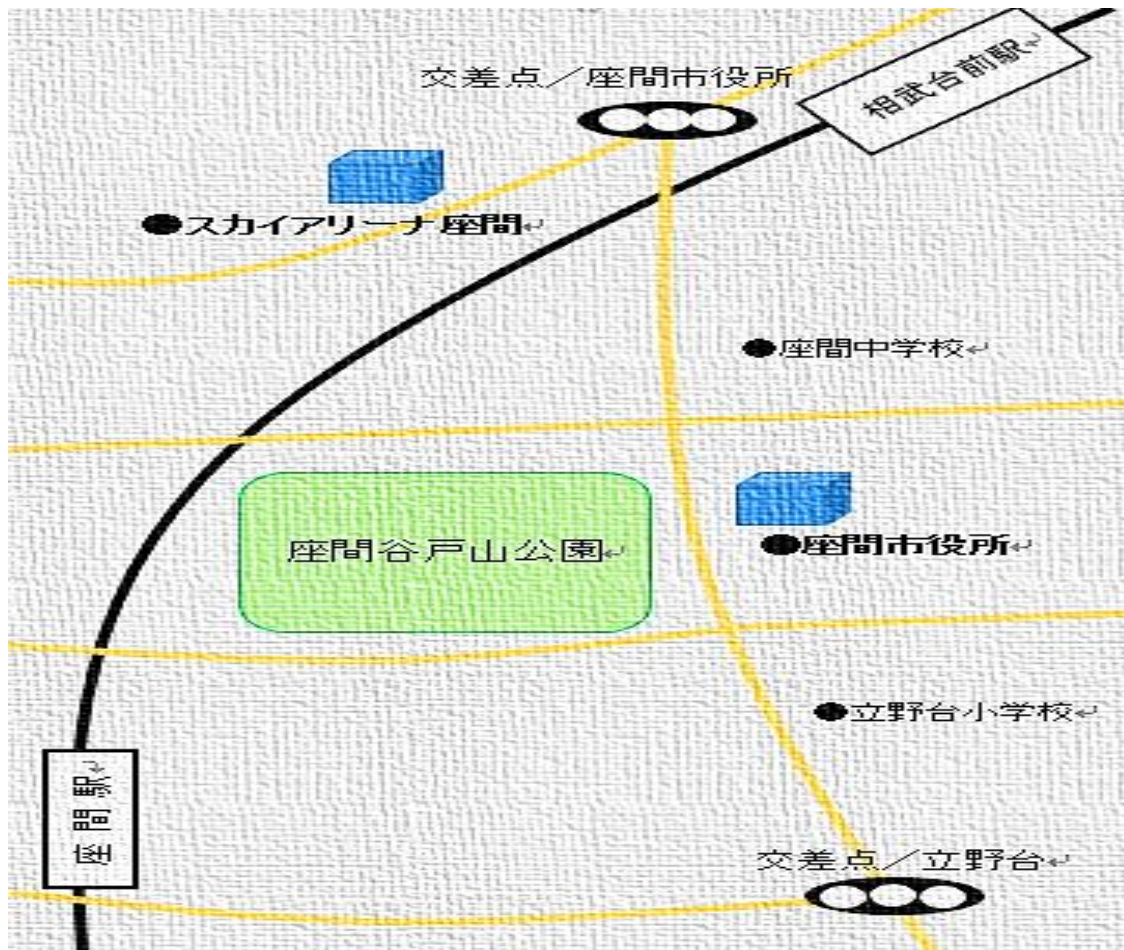 相武台前駅
交差点／座間市役所
●スカイアリーナ座間
●座間中学校
座間谷戸山公園
●座間市役所
●立野台小学校
座間駅
交差点／立野台